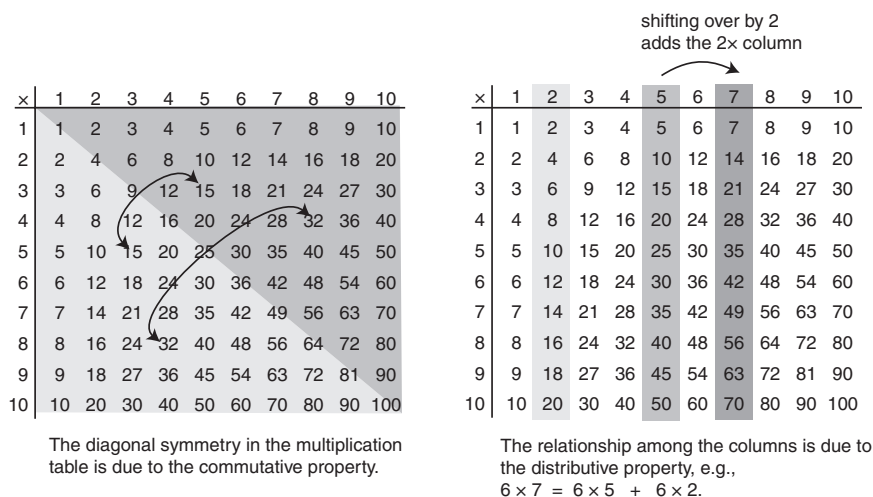 shifting over by 2
adds the 2× column
× 1 2 3 4 5 6 7 8 9 10
1 1 2 3 4 5 6 7 8 9 10
2 2 4 6 8 10 12 14 16 18 20
3 3 6 9 12 15 18 21 24 27 30
4 4 8 12 16 20 24 28 32 36 40
5 5 10 15 20 25 30 35 40 45 50
6 6 12 18 24 30 36 42 48 54 60
7 7 14 21 28 35 42 49 56 63 70
8 8 16 24 32 40 48 56 64 72 80
9 9 18 27 36 45 54 63 72 81 90
10 10 20 30 40 50 60 70 80 90 100
The diagonal symmetry in the multiplication
table is due to the commutative property.
× 1 2 3 4 5 6 7 8 9 10
1 1 2 3 4 5 6 7 8 9 10
2 2 4 6 8 10 12 14 16 18 20
3 3 6 9 12 15 18 21 24 27 30
4 4 8 12 16 20 24 28 32 36 40
5 5 10 15 20 25 30 35 40 45 50
6 6 12 18 24 30 36 42 48 54 60
7 7 14 21 28 35 42 49 56 63 70
8 8 16 24 32 40 48 56 64 72 80
9 9 18 27 36 45 54 63 72 81 90
10 10 20 30 40 50 60 70 80 90 100
The relationship among the columns is due to
the distributive property, e.g.,
6 × 7 = 6 × 5 + 6 × 2.